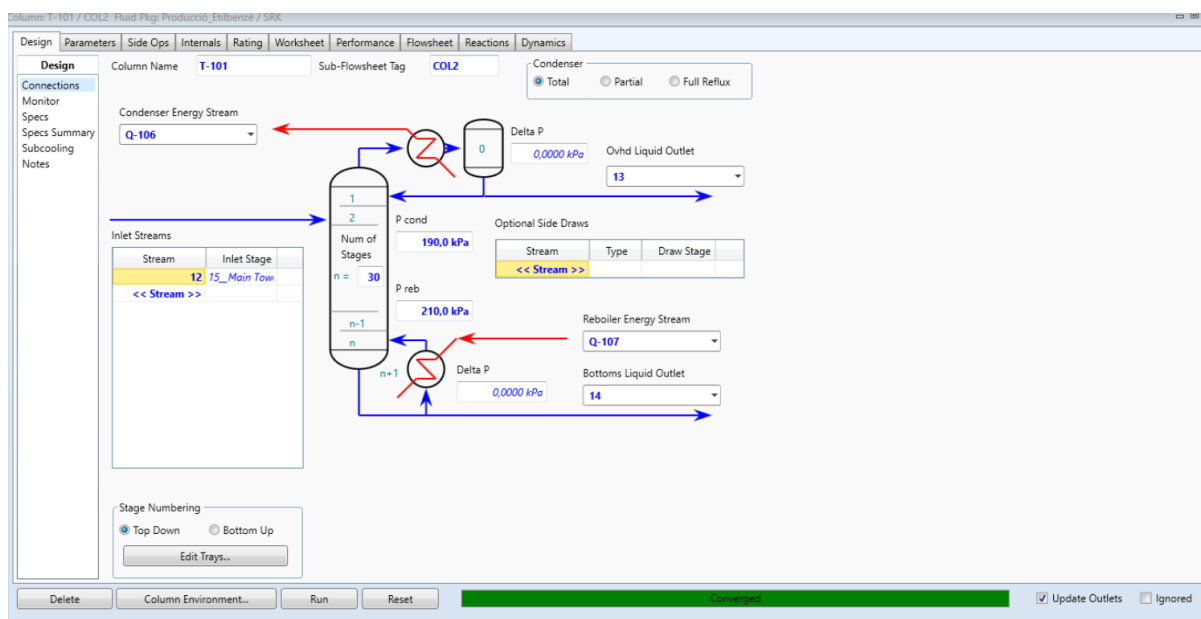 Column: T-101 / COL2 Fluid Pkg: Producció_Etilbenzè / SRK
Design Parameters Side Ops Internals Rating Worksheet Performance Flowsheet Reactions Dynamics
Design
Connections
Monitor
Specs
Specs Summary
Subcooling
Notes
Column Name T-101 Sub-Flowsheet Tag COL2
Condenser
Total Partial Full Reflux
Condenser Energy Stream
Q-106
Delta P
0,0000 kPa
0
Ovhd Liquid Outlet
13
Inlet Streams
Stream Inlet Stage
12 15__Main Tow
<< Stream >>
1
2
Num of
Stages
n = 30
n-1
n
n+1
P cond
190,0 kPa
P reb
210,0 kPa
Optional Side Draws
Stream Type Draw Stage
<< Stream >>
Reboiler Energy Stream
Q-107
Delta P
0,0000 kPa
Bottoms Liquid Outlet
14
Stage Numbering
Top Down Bottom Up
Edit Trays...
Delete Column Environment... Run Reset Converged Update Outlets Ignored